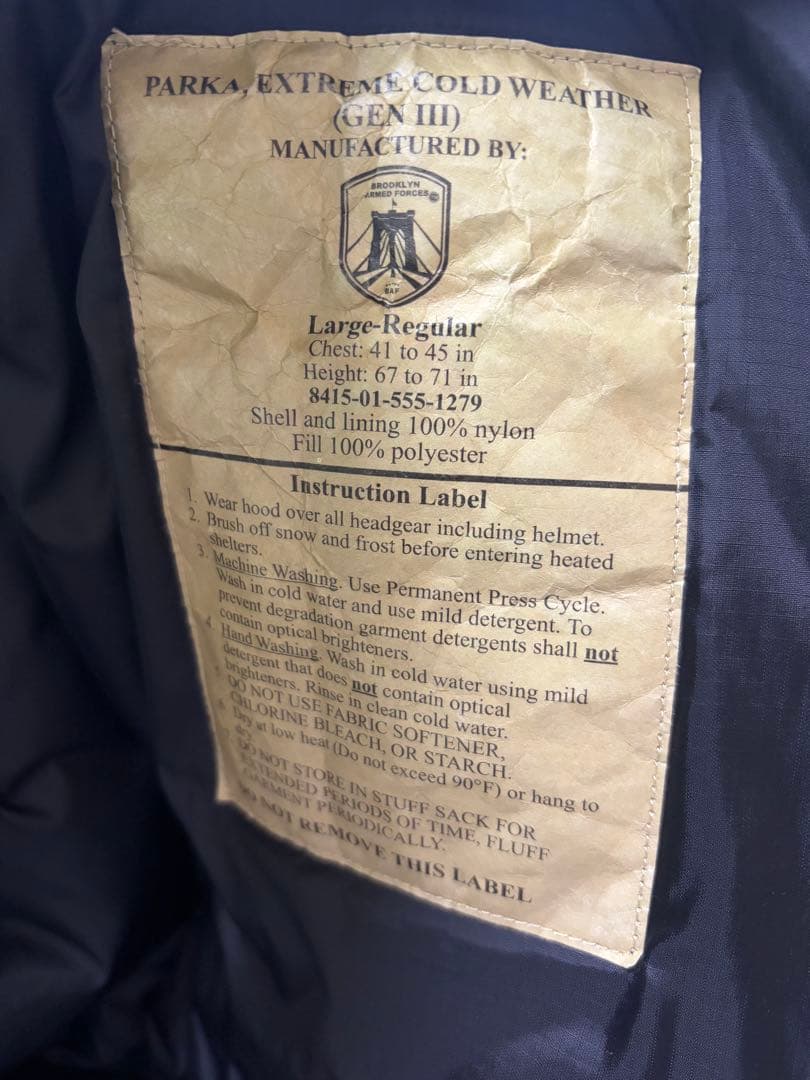 PARKA, EXTREME COLD WEATHER
(GEN III)
MANUFACTURED BY:
BROOKLYN
ARMED FORCES
BAF
Large-Regular
Chest: 41 to 45 in
Height: 67 to 71 in
8415-01-555-1279
Shell and lining 100% nylon
Fill 100% polyester
Instruction Label
1. Wear hood over all headgear including helmet.
2. Brush off snow and frost before entering heated
shelters.
3. Machine Washing. Use Permanent Press Cycle.
Wash in cold water and use mild detergent. To
prevent degradation garment detergents shall not
contain optical brighteners.
4. Hand Washing. Wash in cold water using mild
detergent that does not contain optical
brighteners. Rinse in clean cold water.
DO NOT USE FABRIC SOFTENER,
CHLORINE BLEACH, OR STARCH.
Dry at low heat (Do not exceed 90°F) or hang to
dry.
DO NOT STORE IN STUFF SACK FOR
EXTENDED PERIODS OF TIME, FLUFF
GARMENT PERIODICALLY.
DO NOT REMOVE THIS LABEL